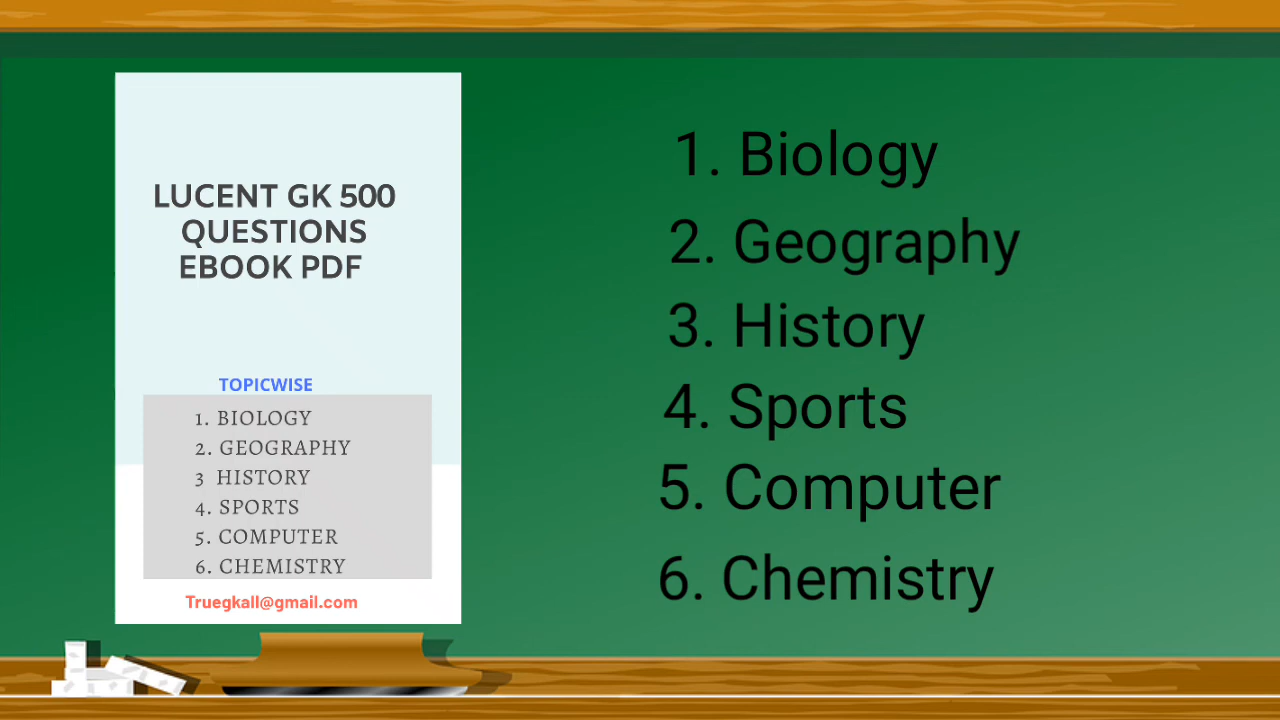 LUCENT GK 500
QUESTIONS
EBOOK PDF
TOPICWISE
1. BIOLOGY
2. GEOGRAPHY
3 HISTORY
4. SPORTS
5. COMPUTER
6. CHEMISTRY
Truegkall@gmail.com
1. Biology
2. Geography
3. History
4. Sports
5. Computer
6. Chemistry